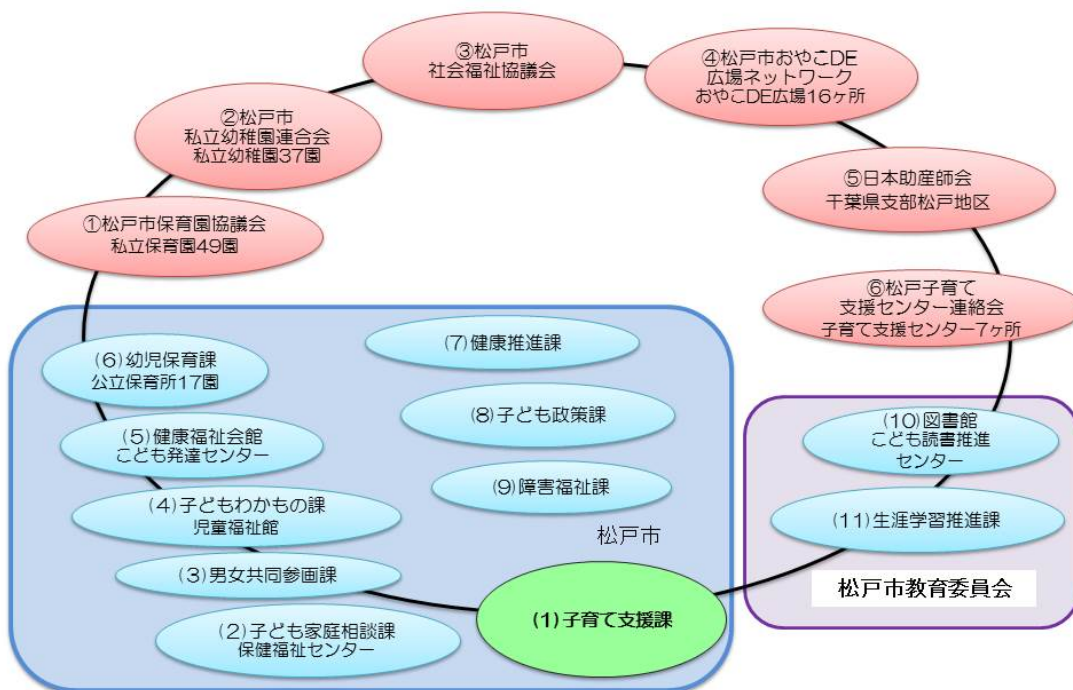 ③松戸市
社会福祉協議会
④松戸市おやこDE
広場ネットワーク
おやこDE広場16ヶ所
②松戸市
私立幼稚園連合会
私立幼稚園37園
⑤日本助産師会
千葉県支部松戸地区
①松戸市保育園協議会
私立保育園49園
⑥松戸子育て
支援センター連絡会
子育て支援センター7ヶ所
(6)幼児保育課
公立保育所17園
(7)健康推進課
(5)健康福祉会館
こども発達センター
(8)子ども政策課
(10)図書館
こども読書推進
センター
(4)子どもわかもの課
児童福祉館
(9)障害福祉課
(11)生涯学習推進課
松戸市
(3)男女共同参画課
松戸市教育委員会
(2)子ども家庭相談課
保健福祉センター
(1)子育て支援課